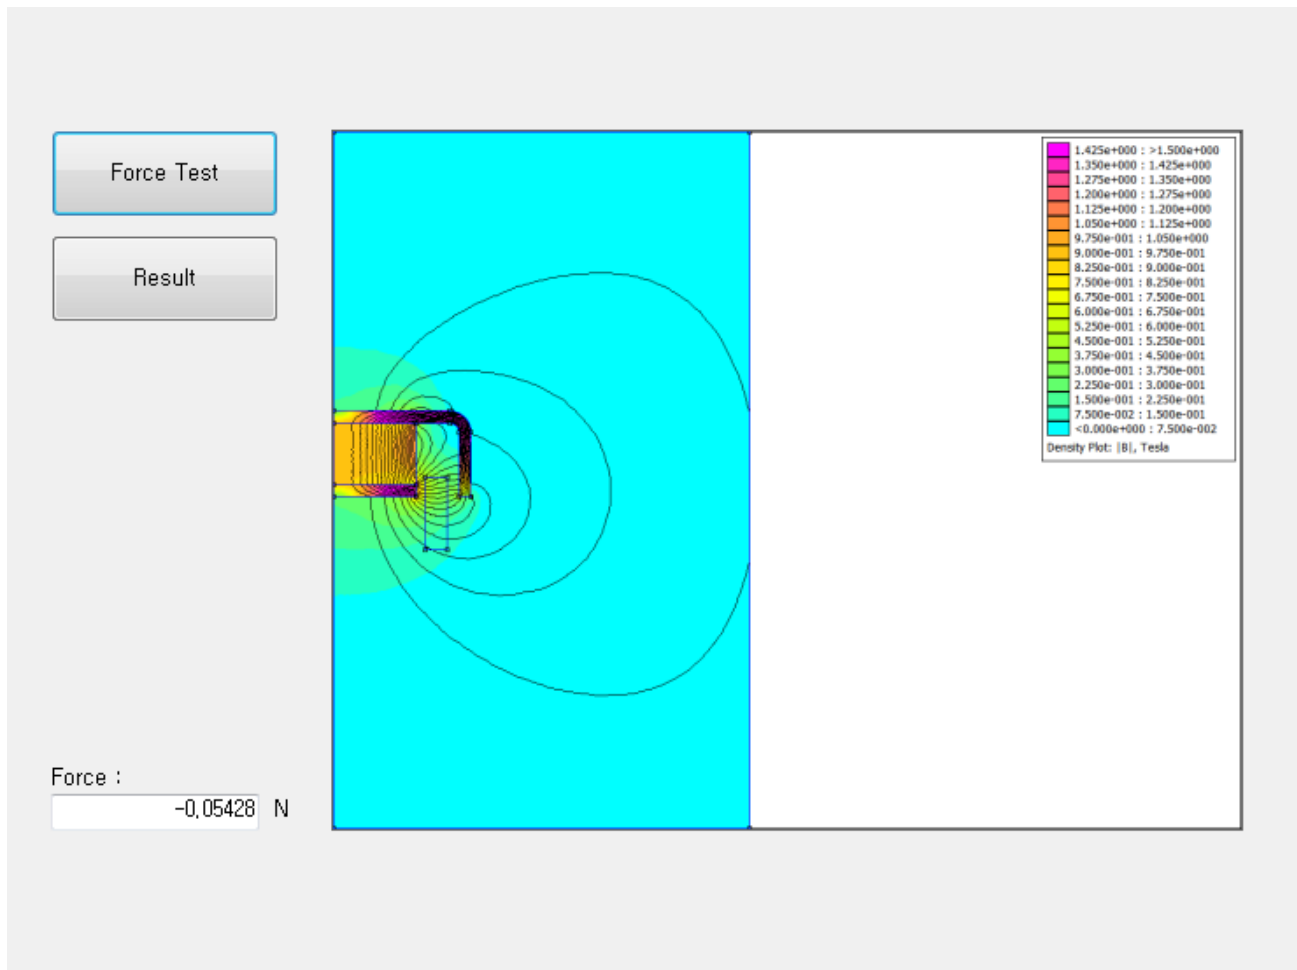 Force Test
Result
1.425e+000 : >1.500e+000
1.350e+000 : 1.425e+000
1.275e+000 : 1.350e+000
1.200e+000 : 1.275e+000
1.125e+000 : 1.200e+000
1.050e+000 : 1.125e+000
9.750e-001 : 1.050e+000
9.000e-001 : 9.750e-001
8.250e-001 : 9.000e-001
7.500e-001 : 8.250e-001
6.750e-001 : 7.500e-001
6.000e-001 : 6.750e-001
5.250e-001 : 6.000e-001
4.500e-001 : 5.250e-001
3.750e-001 : 4.500e-001
3.000e-001 : 3.750e-001
2.250e-001 : 3.000e-001
1.500e-001 : 2.250e-001
7.500e-002 : 1.500e-001
<0.000e+000 : 7.500e-002
Density Plot: |B|, Tesla
Force :
-0,05428 N